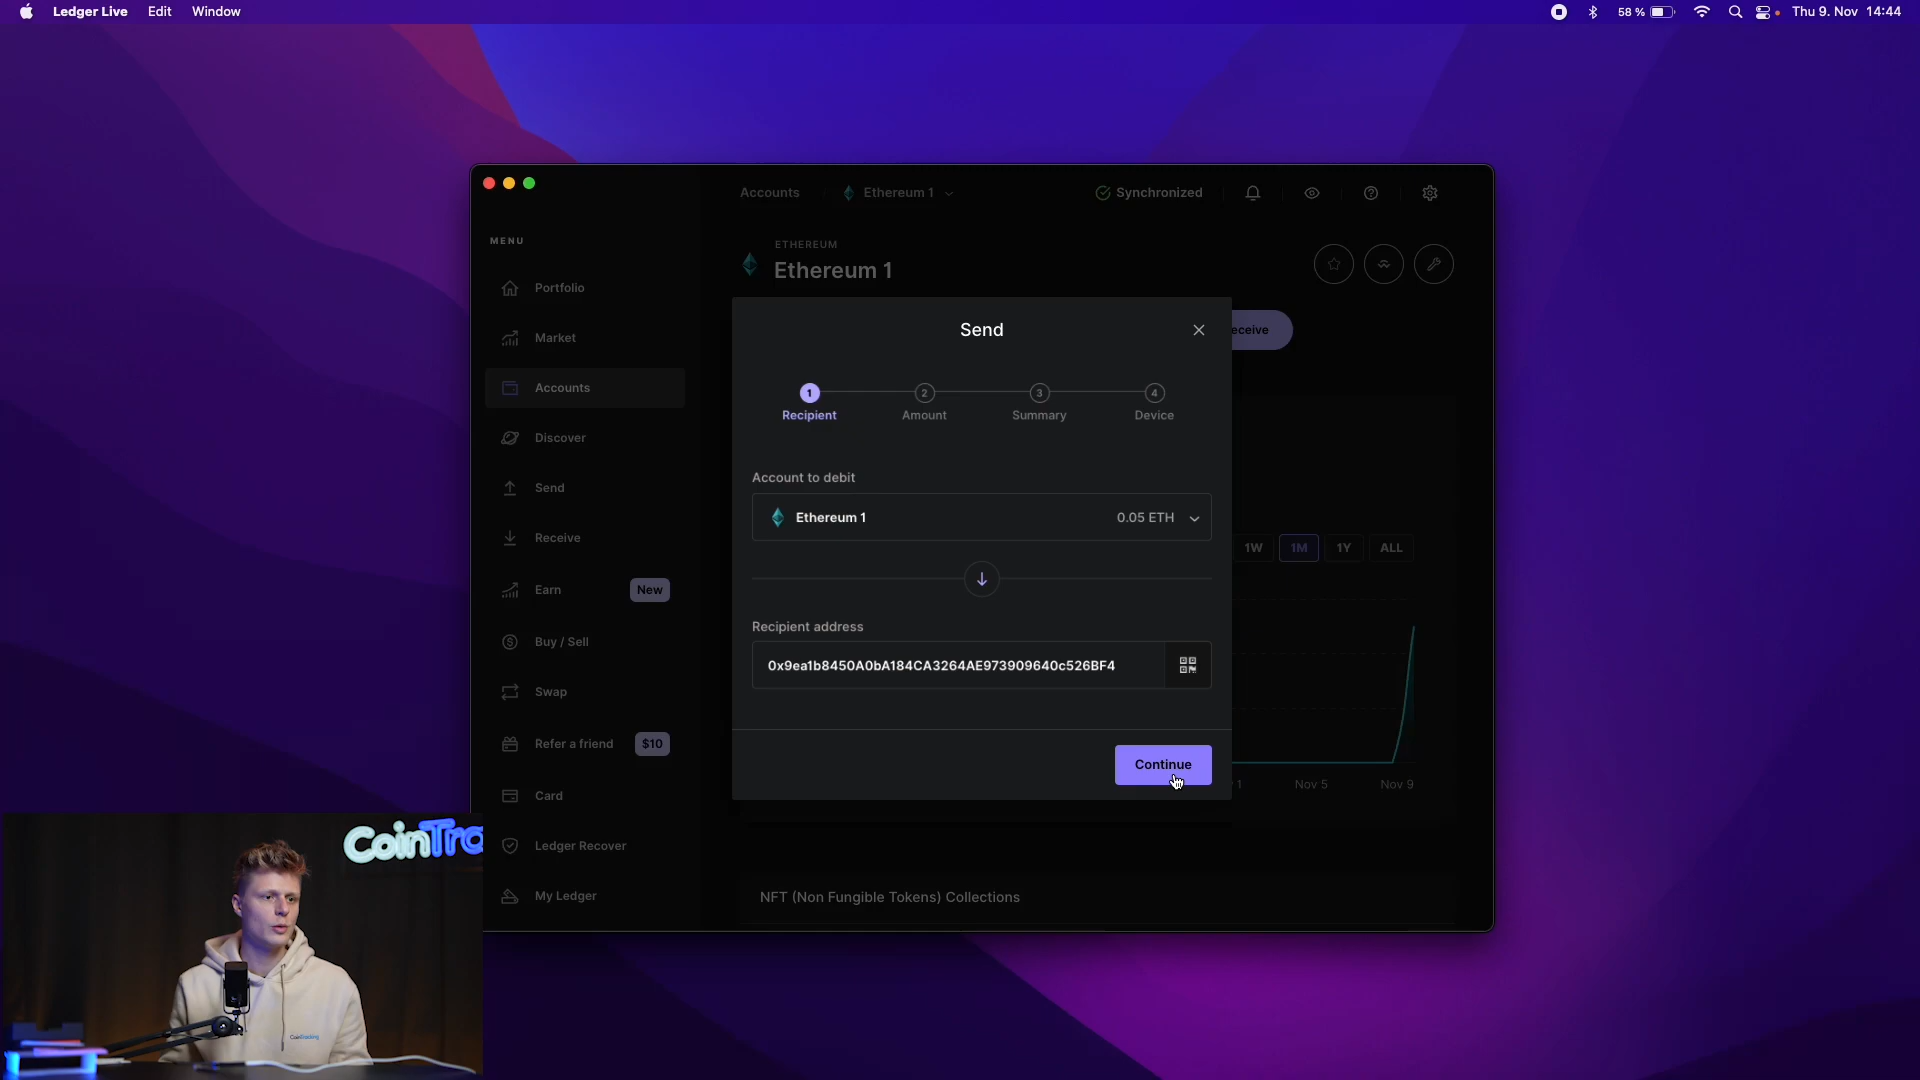 Ledger Live Edit Window
58 % Thu 9. Nov 14:44
Accounts Ethereum 1 Synchronized
MENU
ETHEREUM
Ethereum 1
Portfolio
Market
Accounts
Discover
Send
Receive
Earn New
Buy / Sell
Swap
Refer a friend $10
Card
Ledger Recover
My Ledger
eceive
Send
1 2 3 4
Recipient Amount Summary Device
Account to debit
Ethereum 1 0.05 ETH
Recipient address
0x9ea1b8450A0bA184CA3264AE973909640c526BF4
Continue
1W 1M 1Y ALL
1 Nov 5 Nov 9
NFT (Non Fungible Tokens) Collections
CoinTra
CoinTracking